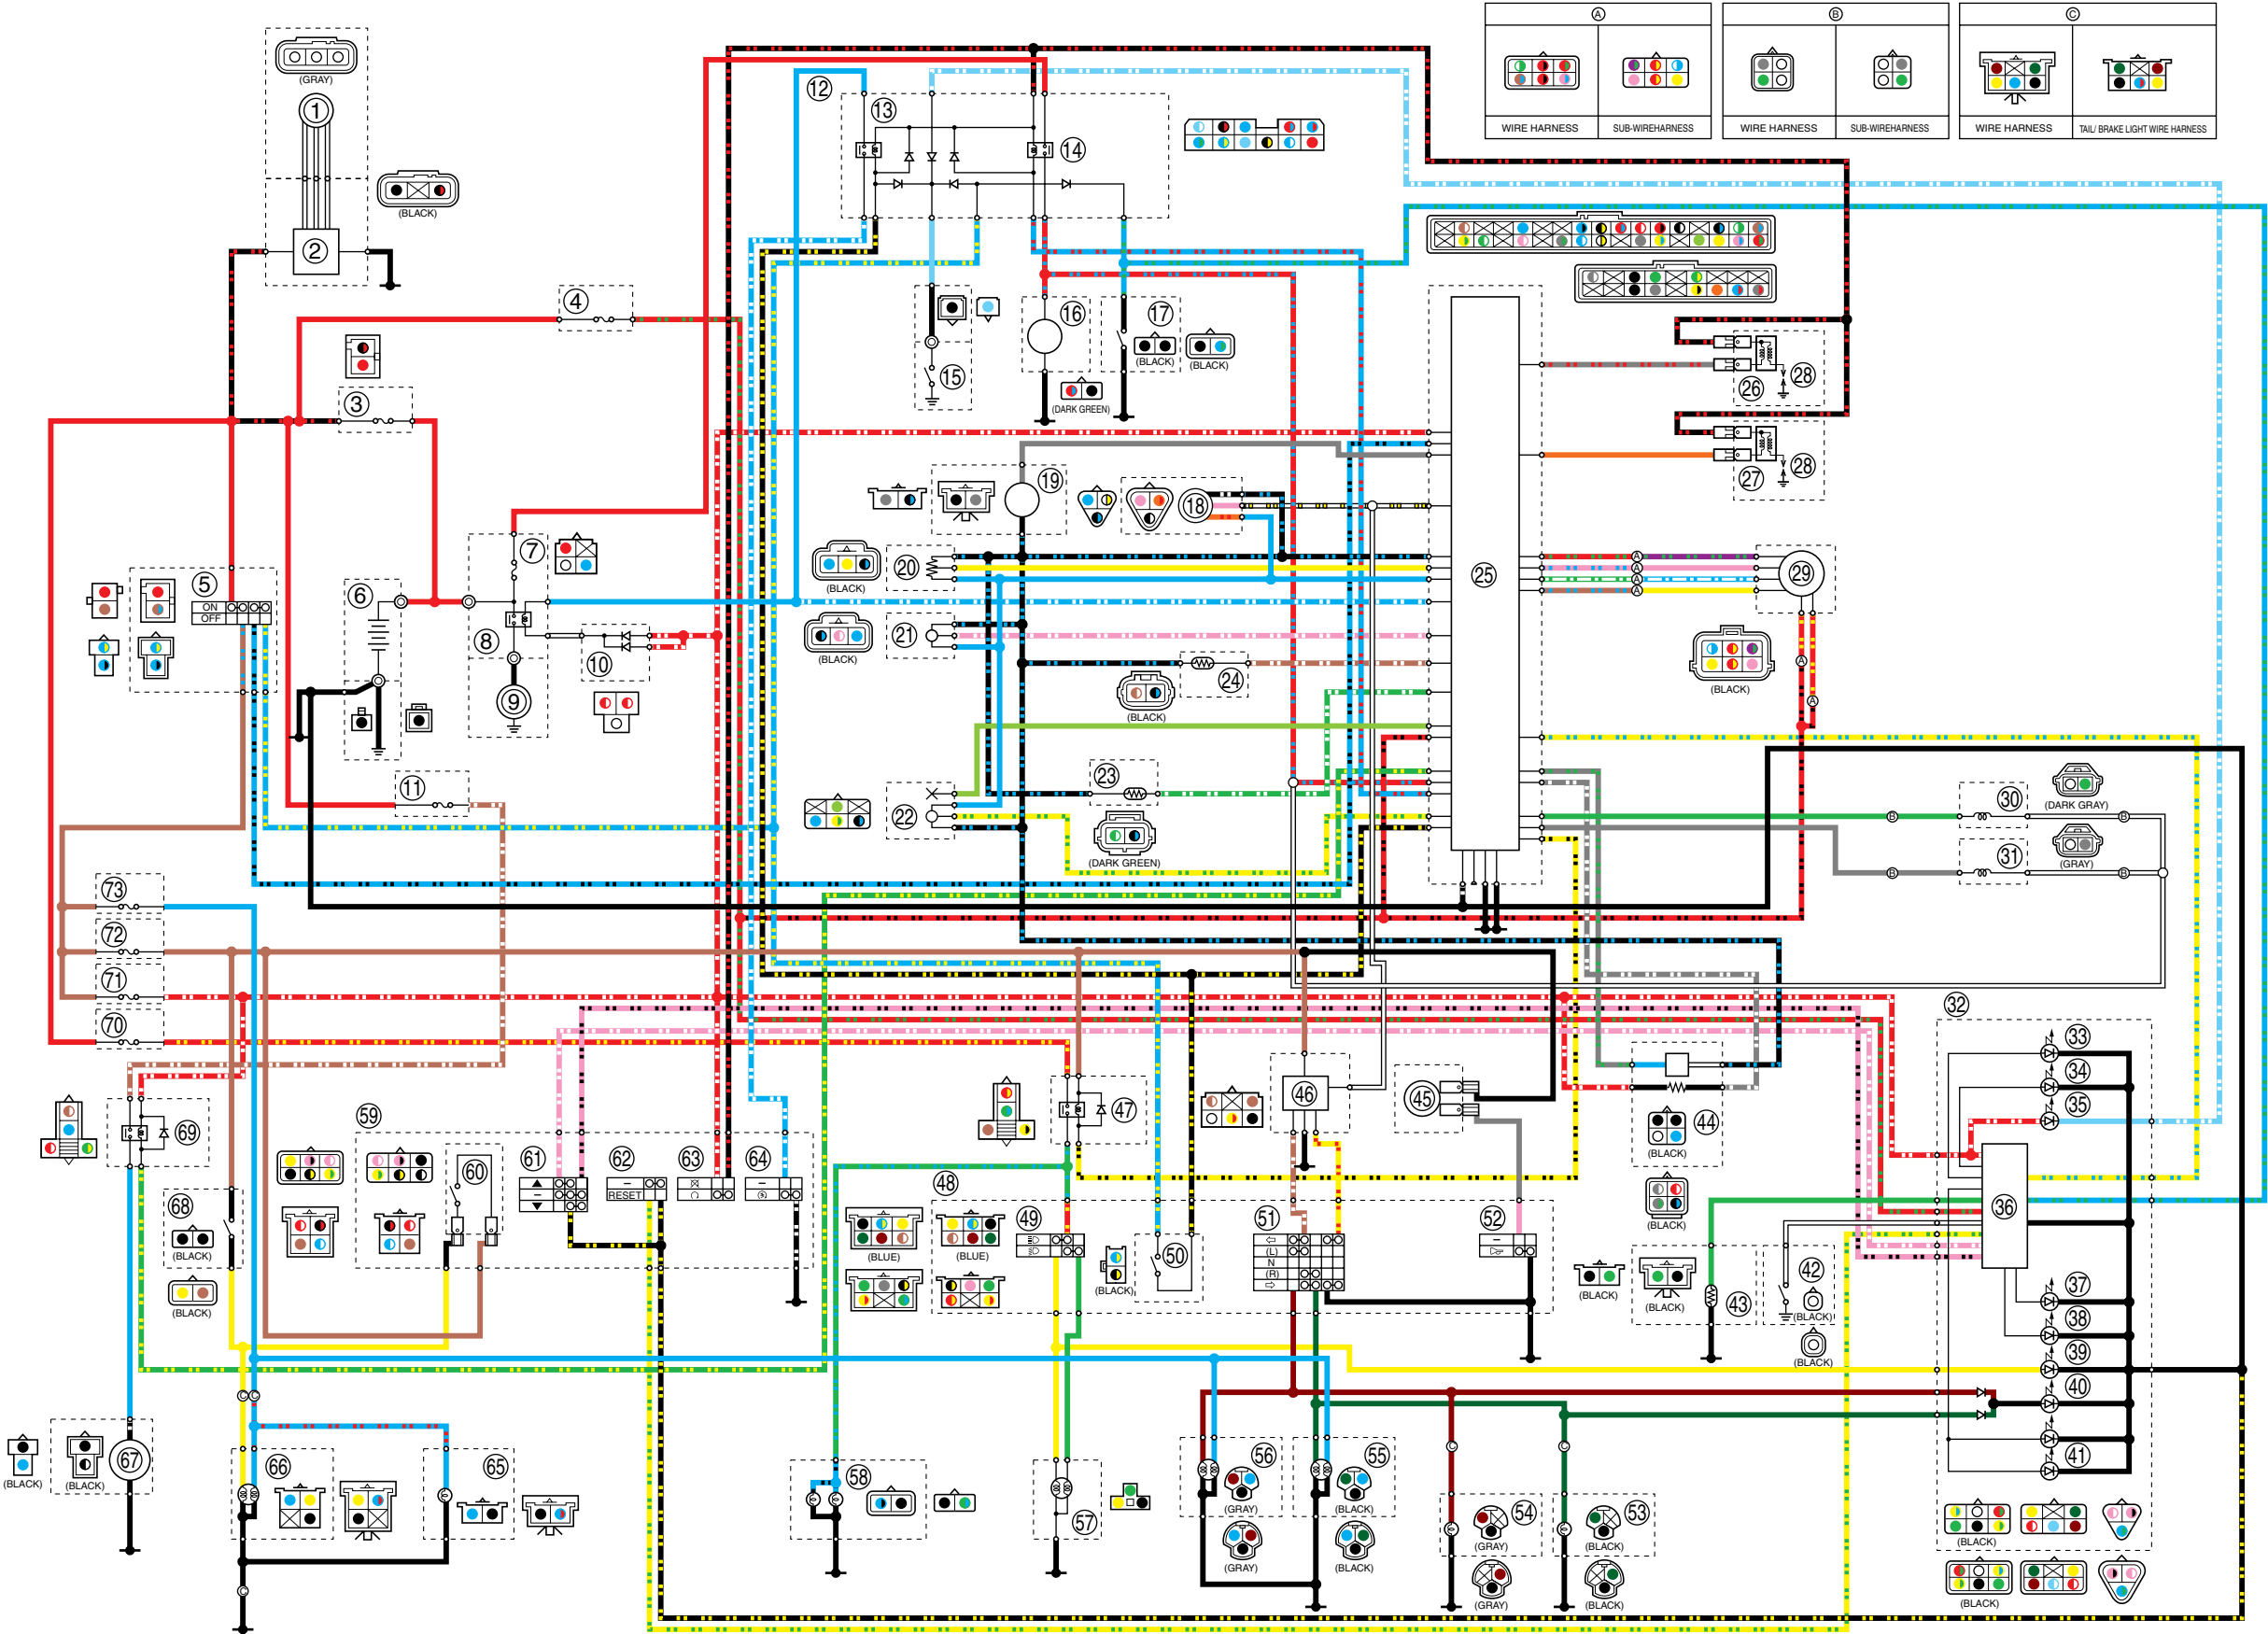 Ⓐ Ⓑ Ⓒ
WIRE HARNESS SUB-WIREHARNESS WIRE HARNESS SUB-WIREHARNESS WIRE HARNESS TAIL/ BRAKE LIGHT WIRE HARNESS
(GRAY)
1
2
(BLACK)
12
13
14
4
3
15
16
17
(BLACK)
(BLACK)
(DARK GREEN)
26
28
27
28
19
18
7
5
ON
OFF
6
8
9
10
11
20
(BLACK)
21
(BLACK)
24
(BLACK)
23
22
(DARK GREEN)
25
A
A
A
A
29
A
A
(BLACK)
30
(DARK GRAY)
B
B
31
(GRAY)
B
B
73
72
71
70
32
33
34
35
36
37
38
39
40
41
(BLACK)
(BLACK)
69
59
60
61
62
63
64
RESET
47
46
45
44
(BLACK)
(BLACK)
68
(BLACK)
(BLACK)
48
(BLUE)
(BLUE)
49
50
(BLACK)
51
(L)
N
(R)
52
(BLACK)
(BLACK)
43
42
(BLACK)
(BLACK)
C
C
67
(BLACK)
(BLACK)
66
65
C
58
57
56
(GRAY)
(GRAY)
55
(BLACK)
(BLACK)
C
C
54
(GRAY)
(GRAY)
53
(BLACK)
(BLACK)